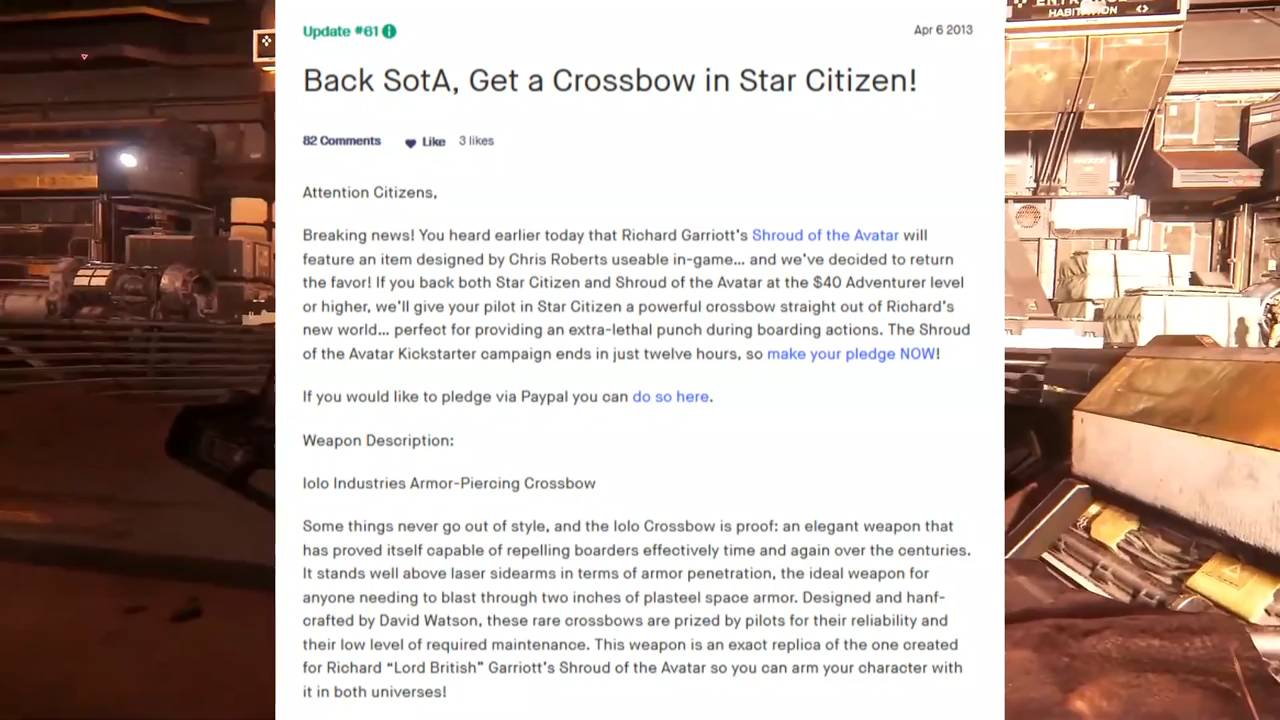 ENTRANCE
HABITATION
Update #61
Apr 6 2013
Back SotA, Get a Crossbow in Star Citizen!
82 Comments Like 3 likes
Attention Citizens,
Breaking news! You heard earlier today that Richard Garriott's Shroud of the Avatar will
feature an item designed by Chris Roberts useable in-game... and we've decided to return
the favor! If you back both Star Citizen and Shroud of the Avatar at the $40 Adventurer level
or higher, we'll give your pilot in Star Citizen a powerful crossbow straight out of Richard's
new world... perfect for providing an extra-lethal punch during boarding actions. The Shroud
of the Avatar Kickstarter campaign ends in just twelve hours, so make your pledge NOW!
If you would like to pledge via Paypal you can do so here.
Weapon Description:
Iolo Industries Armor-Piercing Crossbow
Some things never go out of style, and the Iolo Crossbow is proof: an elegant weapon that
has proved itself capable of repelling boarders effectively time and again over the centuries.
It stands well above laser sidearms in terms of armor penetration, the ideal weapon for
anyone needing to blast through two inches of plasteel space armor. Designed and hanf-
crafted by David Watson, these rare crossbows are prized by pilots for their reliability and
their low level of required maintenance. This weapon is an exact replica of the one created
for Richard “Lord British” Garriott's Shroud of the Avatar so you can arm your character with
it in both universes!